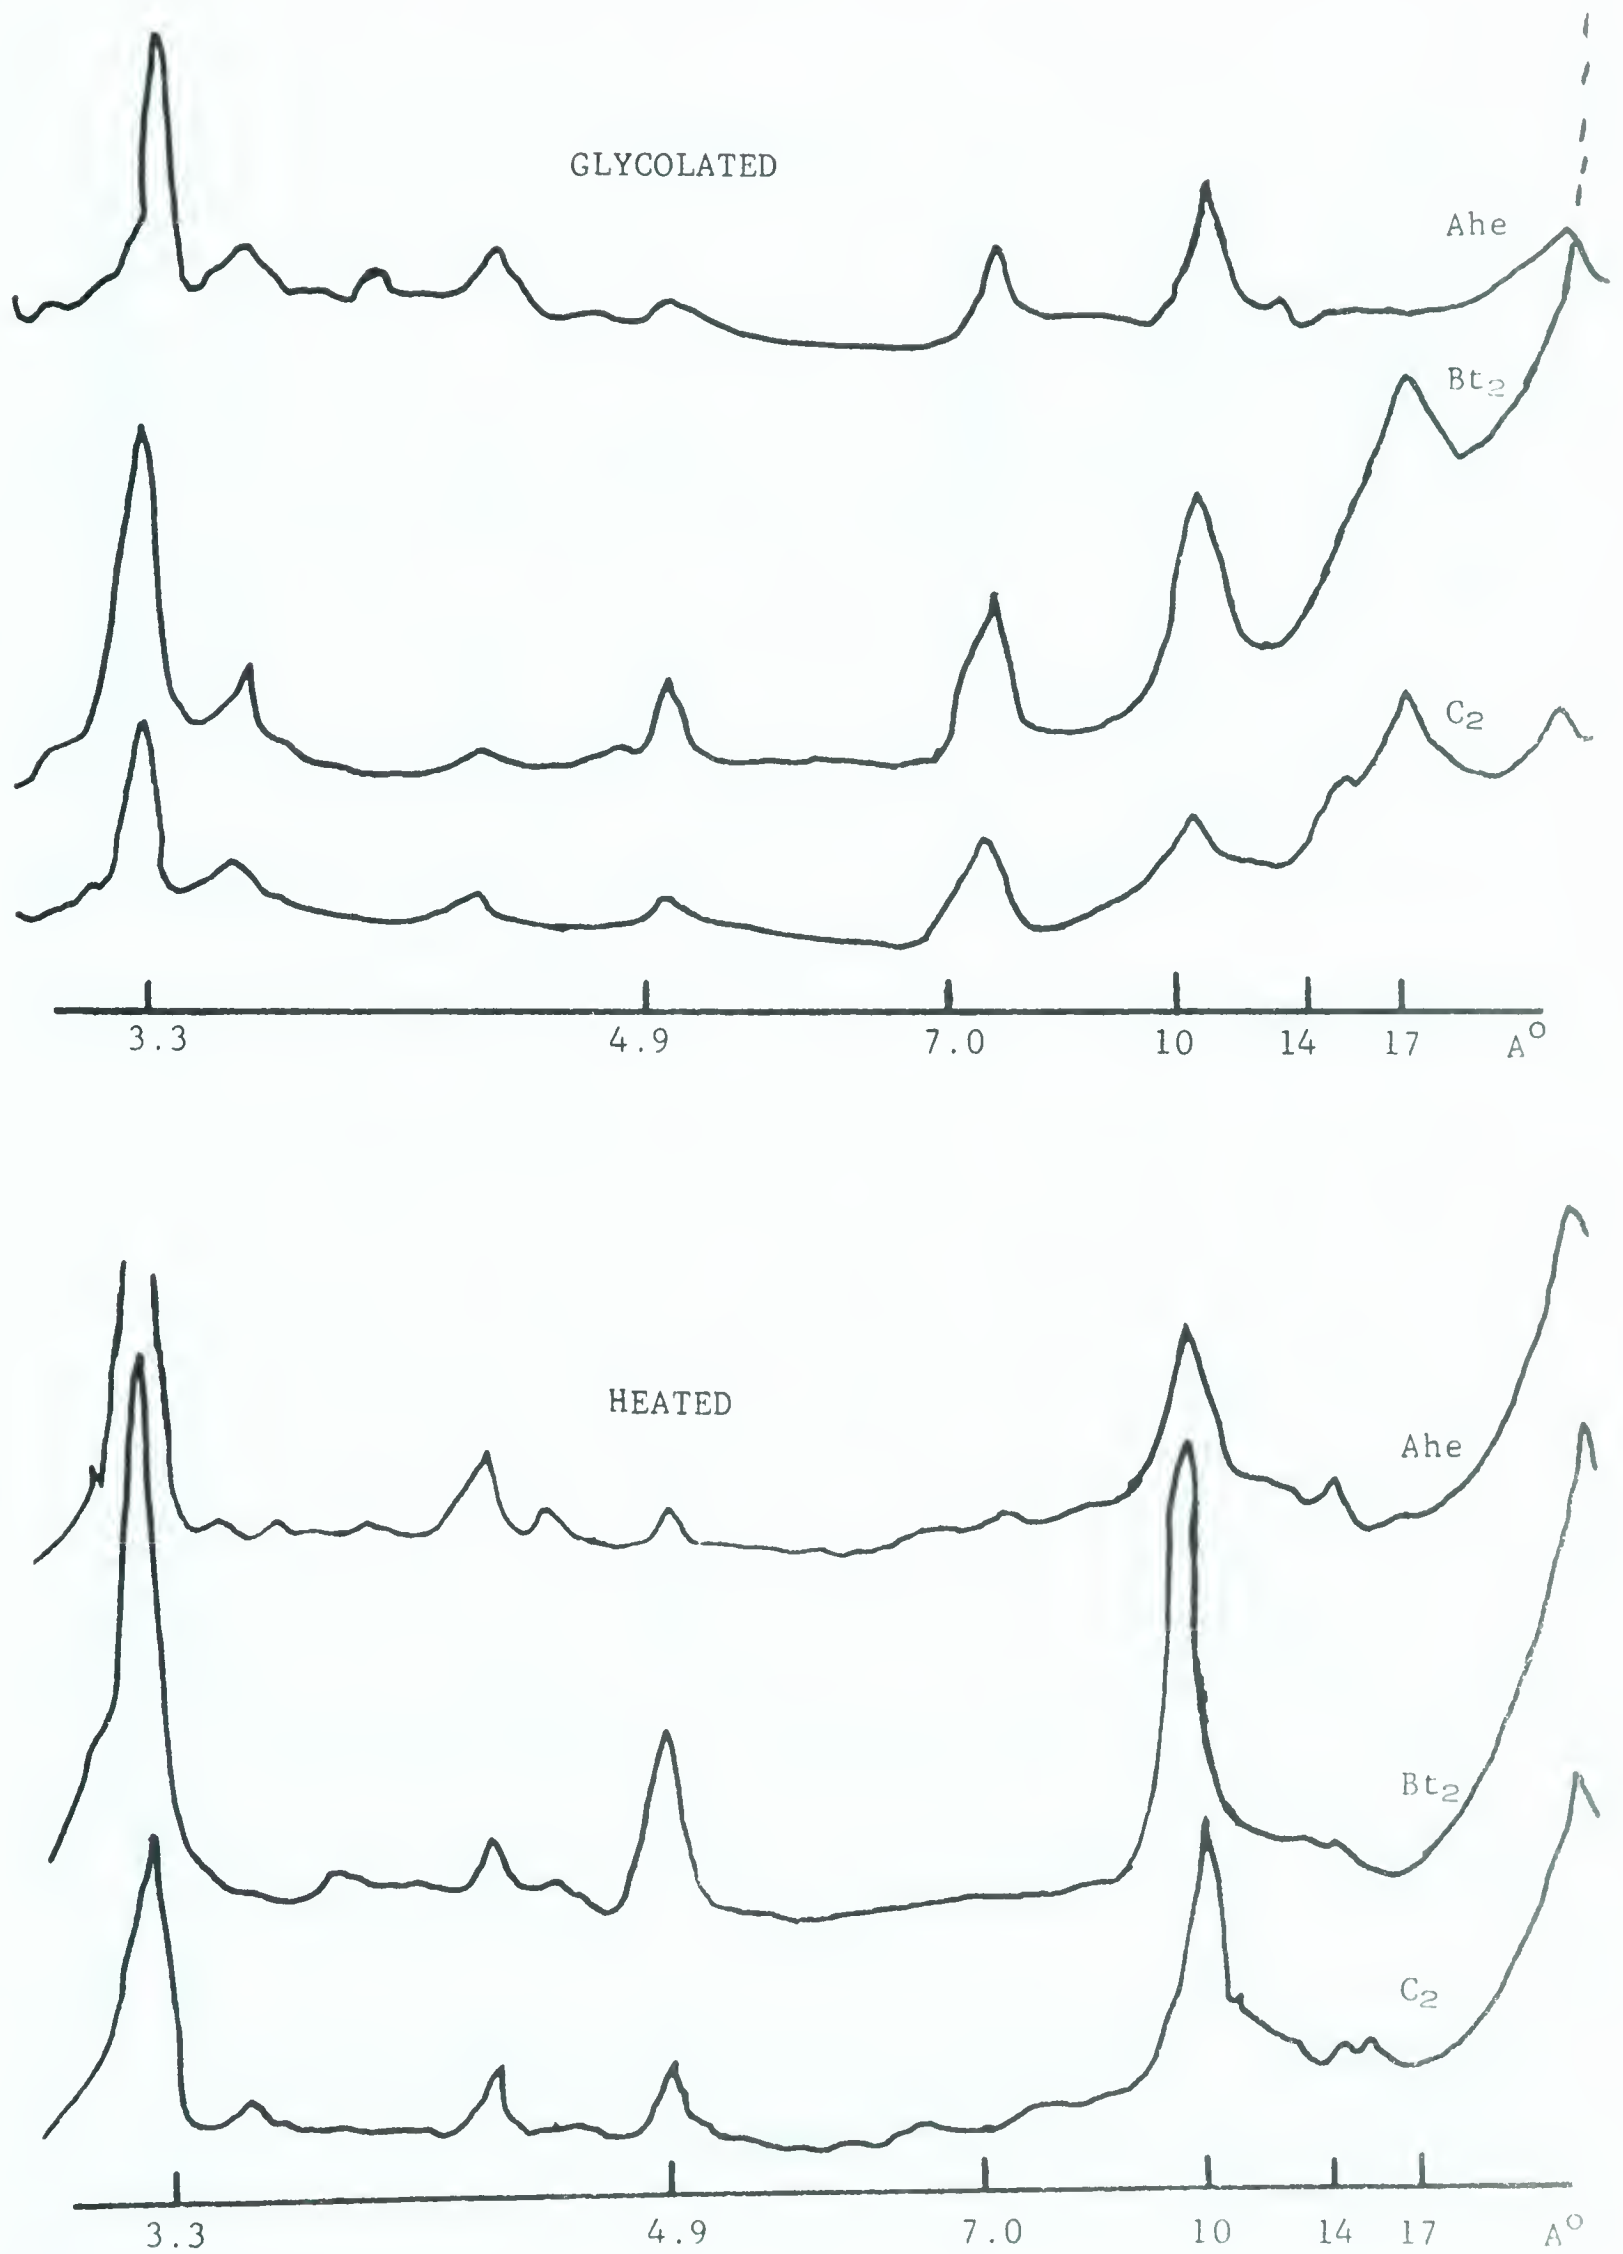 GLYCOLATED
Ahe
Bt₂
C₂
3.3 4.9 7.0 10 14 17 A°
HEATED
Ahe
Bt₂
C₂
3.3 4.9 7.0 10 14 17 A°